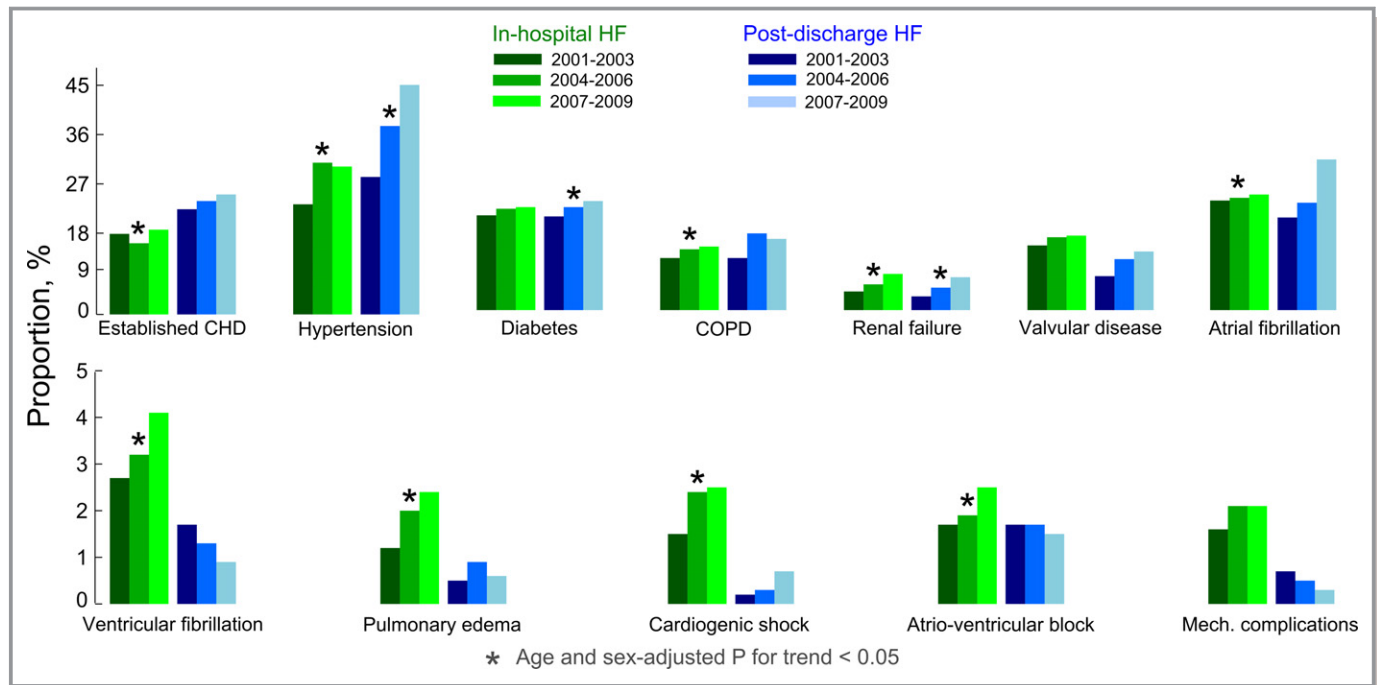 In-hospital HF
2001-2003
2004-2006
2007-2009
Post-discharge HF
2001-2003
2004-2006
2007-2009
Proportion, %
45
36
27
18
9
0
* * * * * * * *
Established CHD Hypertension Diabetes COPD Renal failure Valvular disease Atrial fibrillation
5
4
3
2
1
0
* * * *
Ventricular fibrillation Pulmonary edema Cardiogenic shock Atrio-ventricular block Mech. complications
* Age and sex-adjusted P for trend < 0.05